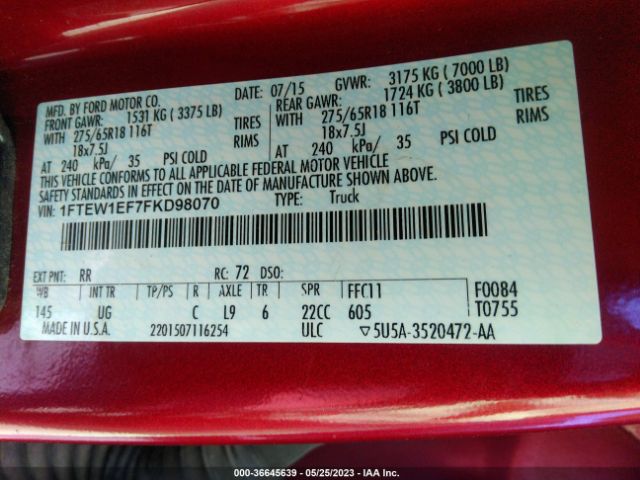 MFD. BY FORD MOTOR CO.
DATE: 07/15 GVWR: 3175 KG ( 7000 LB)
FRONT GAWR: 1531 KG ( 3375 LB)
REAR GAWR: 1724 KG ( 3800 LB)
WITH 275/65R18 116T TIRES
WITH 275/65R18 116T TIRES
18x7.5J RIMS
18x7.5J RIMS
AT 240 kPa/ 35 PSI COLD
AT 240 kPa/ 35 PSI COLD
THIS VEHICLE CONFORMS TO ALL APPLICABLE FEDERAL MOTOR VEHICLE
SAFETY STANDARDS IN EFFECT ON THE DATE OF MANUFACTURE SHOWN ABOVE.
VIN: 1FTEW1EF7FKD98070 TYPE: Truck
EXT PNT: RR RC: 72 DSO:
WB INT TR TP/PS R AXLE TR SPR FFC11 F0084
145 UG C L9 6 22CC 605 T0755
MADE IN U.S.A. 2201507116254 ULC ▽5U5A-3520472-AA
000-36645639 - 05/25/2023 - IAA Inc.